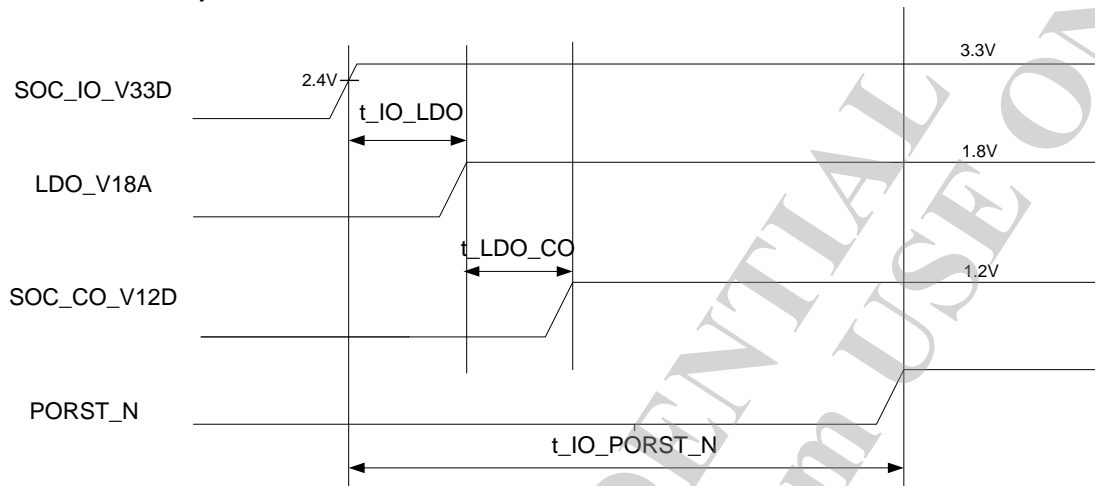 3.3V
SOC_IO_V33D
2.4V
t_IO_LDO
1.8V
LDO_V18A
t_LDO_CO
1.2V
SOC_CO_V12D
PORST_N
t_IO_PORST_N